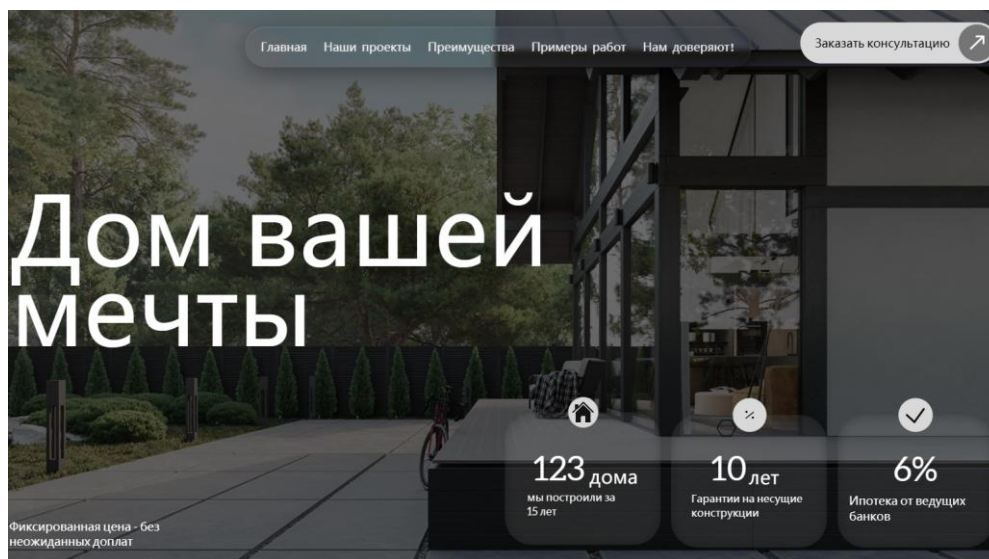 Главная Наши проекты Преимущества Примеры работ Нам доверяют!
Заказать консультацию
Дом вашей
мечты
123 дома
мы построили за
15 лет
10 лет
Гарантии на несущие
конструкции
6%
Ипотека от ведущих
банков
Фиксированная цена - без
неожиданных доплат